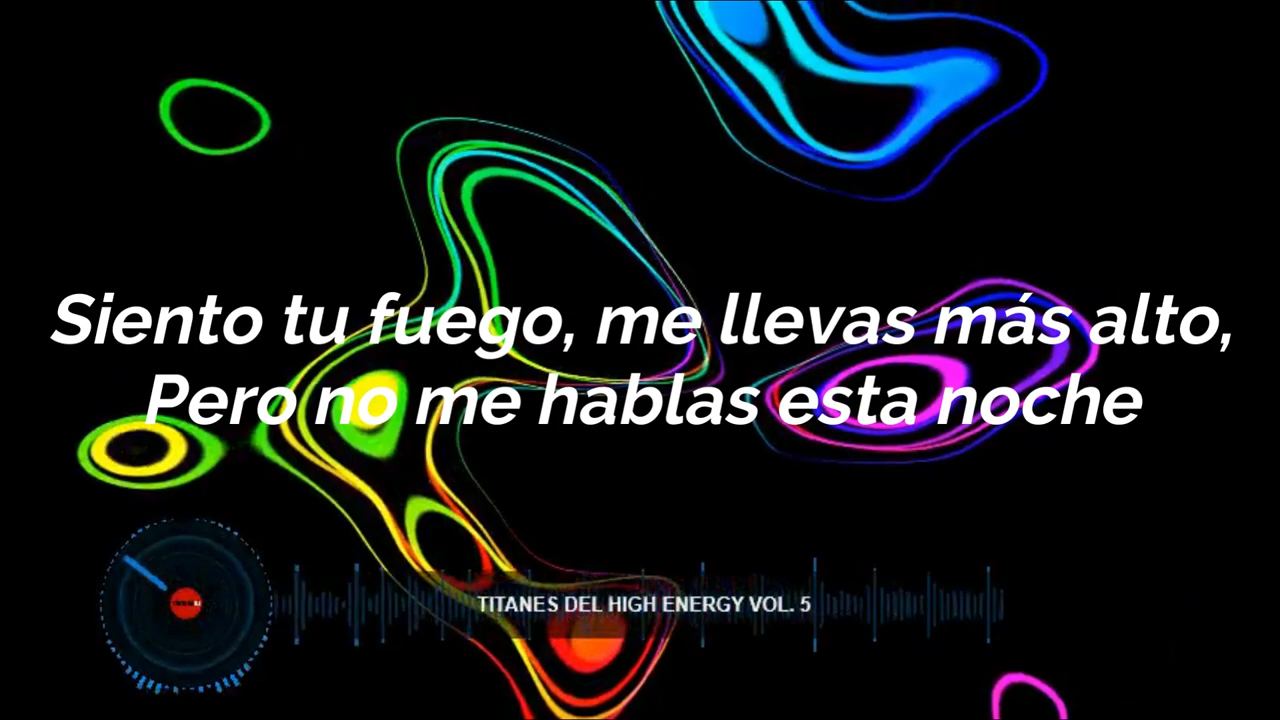 Siento tu fuego, me llevas más alto,
Pero no me hablas esta noche
TITANES DEL HIGH ENERGY VOL. 5